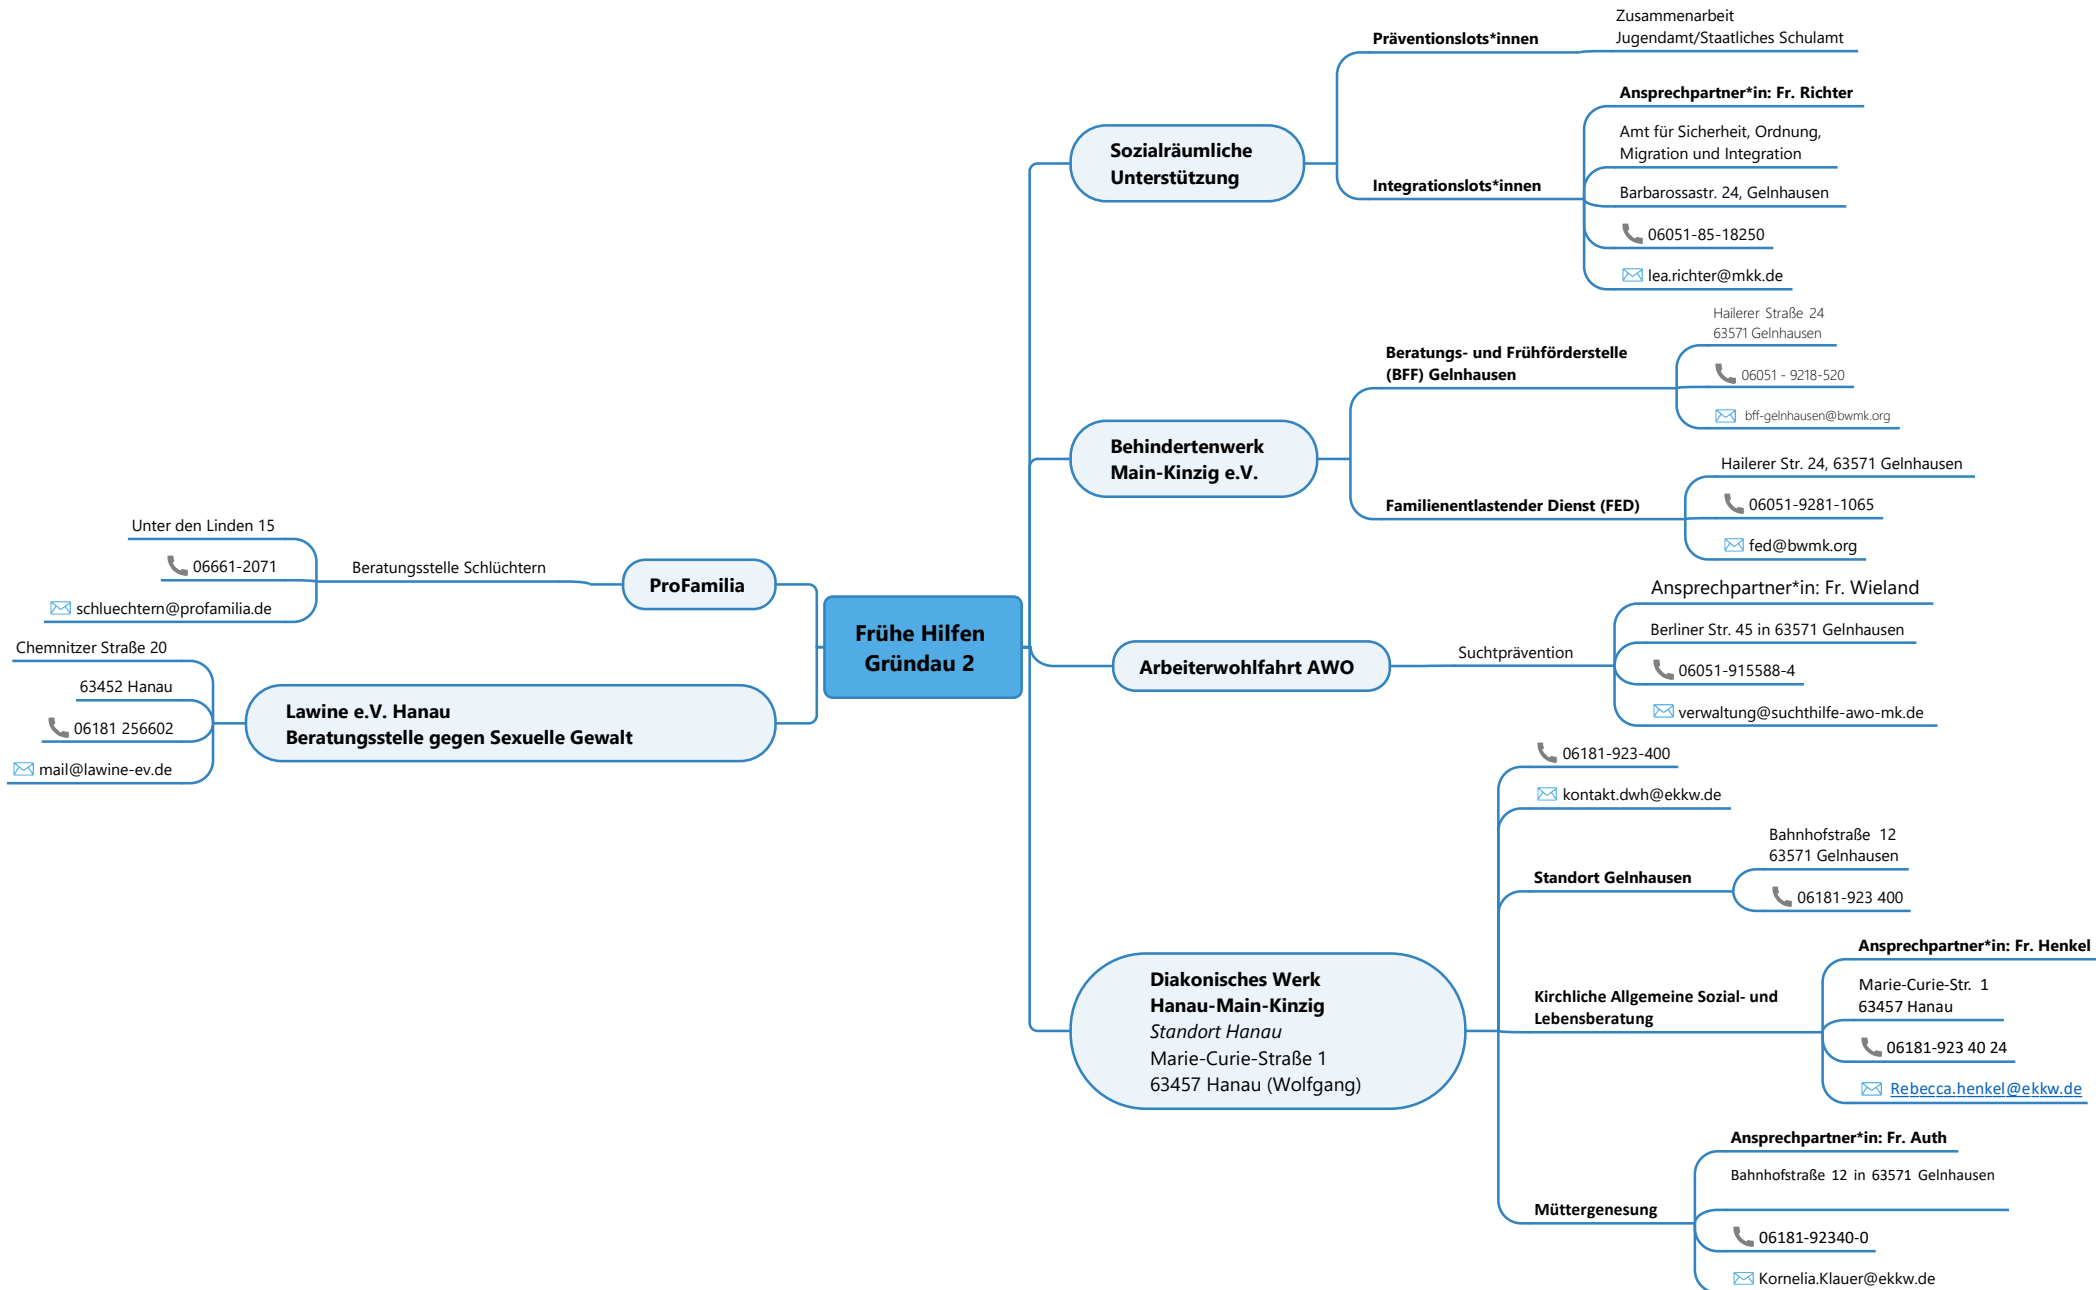 Frühe Hilfen
Gründau 2
Sozialräumliche
Unterstützung
Präventionslots*innen
Zusammenarbeit
Jugendamt/Staatliches Schulamt
Integrationslots*innen
Ansprechpartner*in: Fr. Richter
Amt für Sicherheit, Ordnung,
Migration und Integration
Barbarossastr. 24, Gelnhausen
06051-85-18250
lea.richter@mkk.de
Behindertenwerk
Main-Kinzig e.V.
Beratungs- und Frühförderstelle
(BFF) Gelnhausen
Hailerer Straße 24
63571 Gelnhausen
06051 - 9218-520
bff-gelnhausen@bwmk.org
Familienentlastender Dienst (FED)
Hailerer Str. 24, 63571 Gelnhausen
06051-9281-1065
fed@bwmk.org
Arbeiterwohlfahrt AWO
Suchtprävention
Ansprechpartner*in: Fr. Wieland
Berliner Str. 45 in 63571 Gelnhausen
06051-915588-4
verwaltung@suchthilfe-awo-mk.de
Diakonisches Werk
Hanau-Main-Kinzig
Standort Hanau
Marie-Curie-Straße 1
63457 Hanau (Wolfgang)
06181-923-400
kontakt.dwh@ekkw.de
Standort Gelnhausen
Bahnhofstraße 12
63571 Gelnhausen
06181-923 400
Kirchliche Allgemeine Sozial- und
Lebensberatung
Ansprechpartner*in: Fr. Henkel
Marie-Curie-Str. 1
63457 Hanau
06181-923 40 24
Rebecca.henkel@ekkw.de
Müttergenesung
Ansprechpartner*in: Fr. Auth
Bahnhofstraße 12 in 63571 Gelnhausen
06181-92340-0
Kornelia.Klauer@ekkw.de
ProFamilia
Beratungsstelle Schlüchtern
Unter den Linden 15
06661-2071
schluechtern@profamilia.de
Lawine e.V. Hanau
Beratungsstelle gegen Sexuelle Gewalt
Chemnitzer Straße 20
63452 Hanau
06181 256602
mail@lawine-ev.de